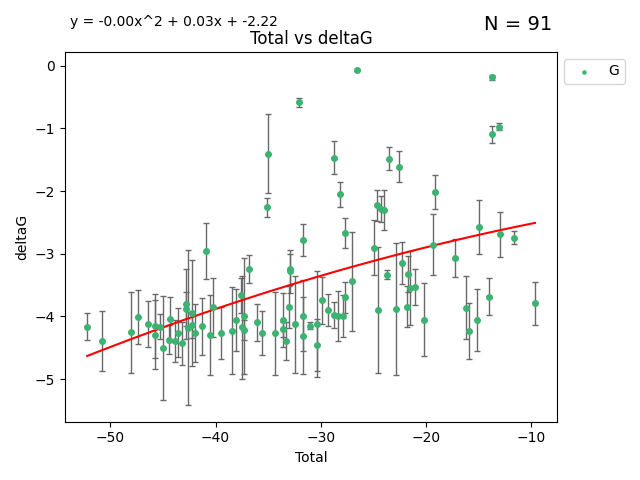 y = -0.00x^2 + 0.03x + -2.22
N = 91
Total vs deltaG
G
0
−1
−2
−3
−4
−5
deltaG
−50
−40
−30
−20
−10
Total